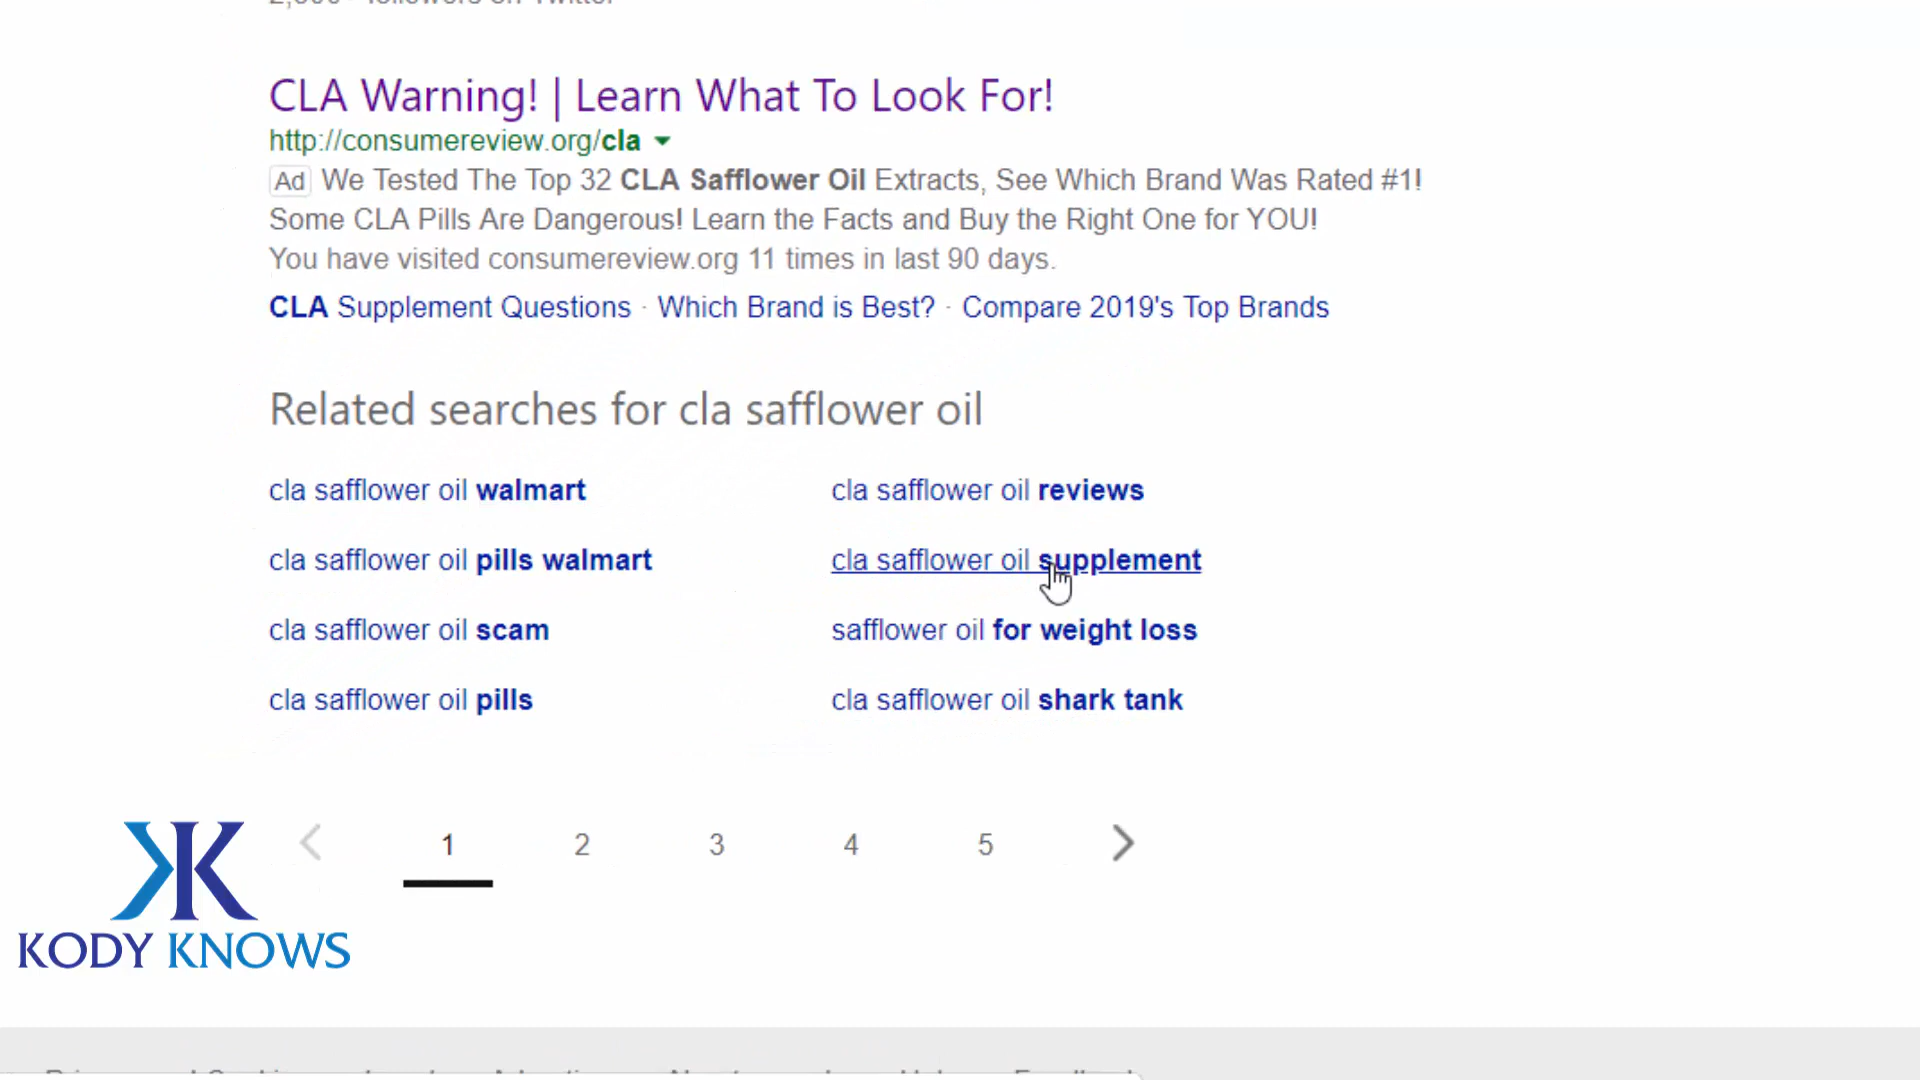 CLA Warning! | Learn What To Look For!
http://consumereview.org/cla
Ad We Tested The Top 32 CLA Safflower Oil Extracts, See Which Brand Was Rated #1!
Some CLA Pills Are Dangerous! Learn the Facts and Buy the Right One for YOU!
You have visited consumereview.org 11 times in last 90 days.
CLA Supplement Questions · Which Brand is Best? · Compare 2019's Top Brands
Related searches for cla safflower oil
cla safflower oil walmart
cla safflower oil reviews
cla safflower oil pills walmart
cla safflower oil supplement
cla safflower oil scam
safflower oil for weight loss
cla safflower oil pills
cla safflower oil shark tank
1 2 3 4 5
KODY KNOWS